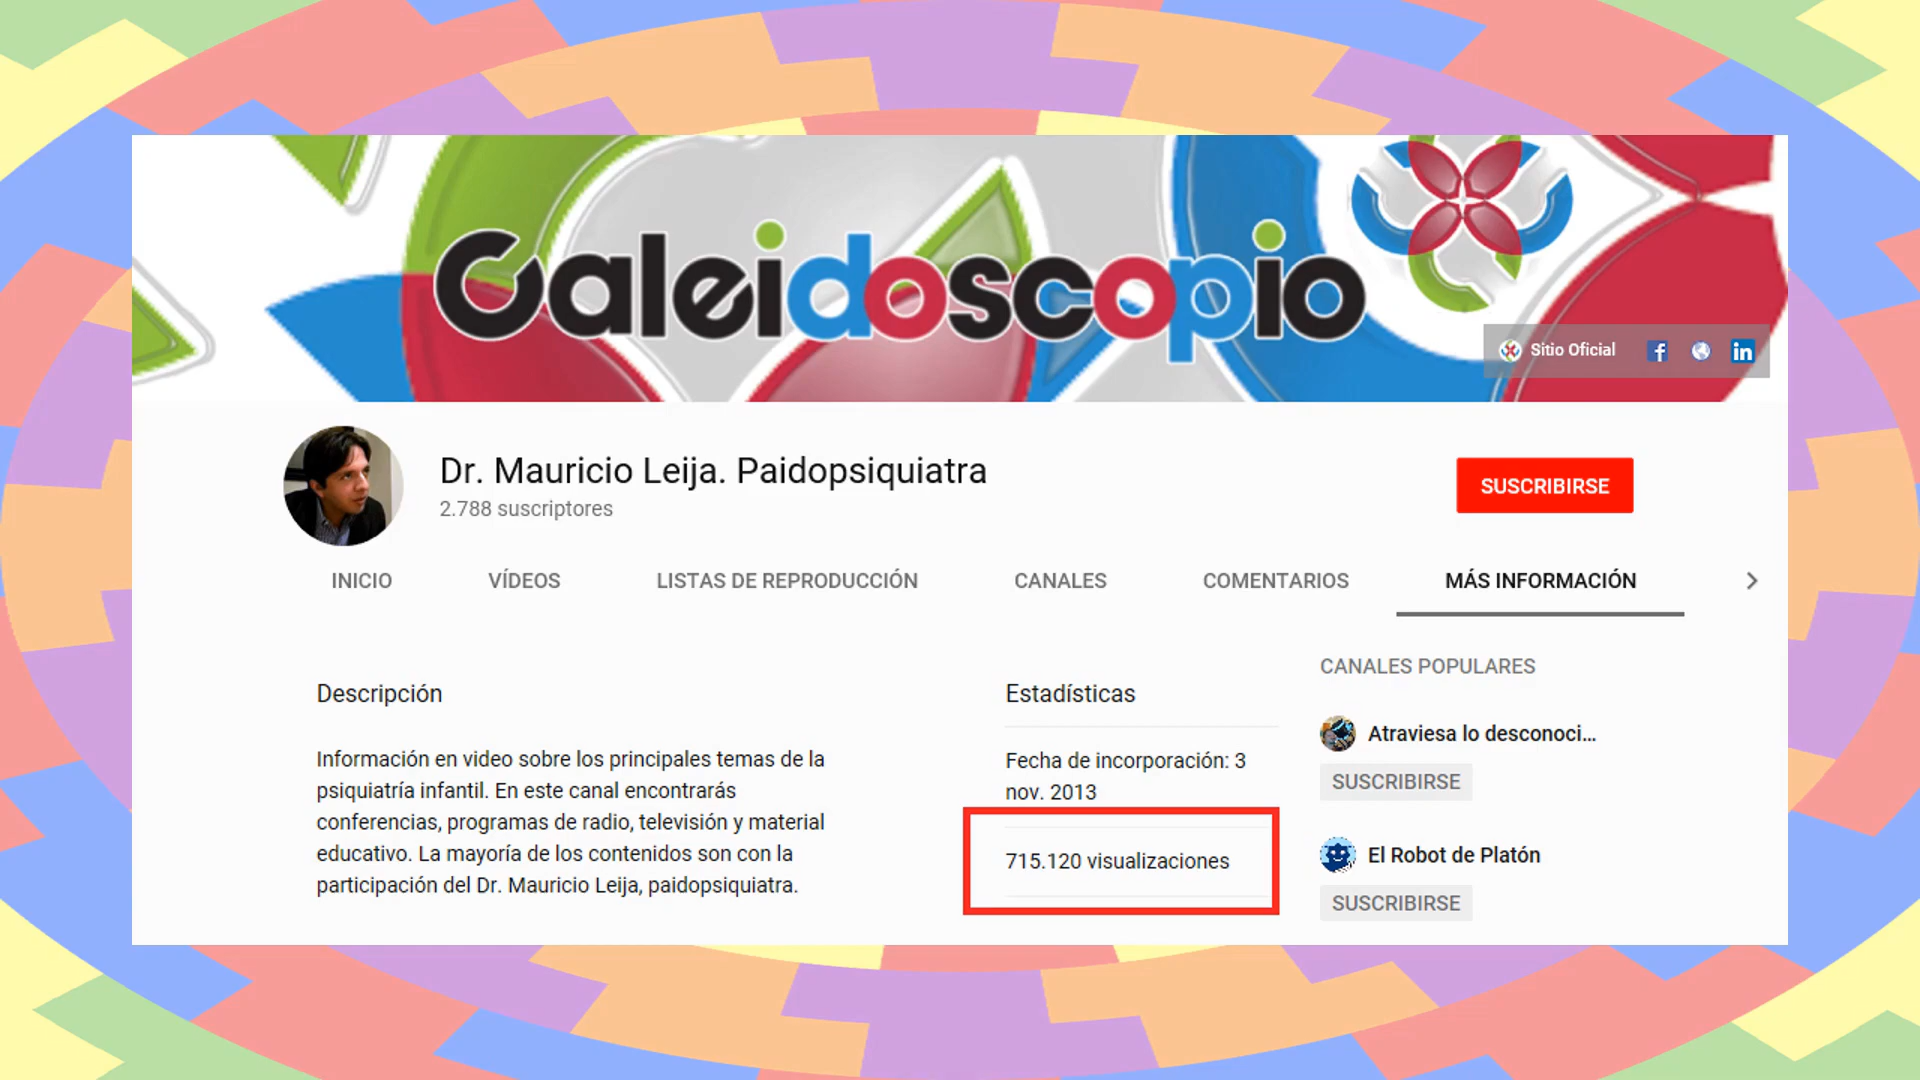 Caleidoscopio
Sitio Oficial
Dr. Mauricio Leija. Paidopsiquiatra
2.788 suscriptores
SUSCRIBIRSE
INICIO VÍDEOS LISTAS DE REPRODUCCIÓN CANALES COMENTARIOS MÁS INFORMACIÓN
Descripción
Información en video sobre los principales temas de la
psiquiatría infantil. En este canal encontrarás
conferencias, programas de radio, televisión y material
educativo. La mayoría de los contenidos son con la
participación del Dr. Mauricio Leija, paidopsiquiatra.
Estadísticas
Fecha de incorporación: 3
nov. 2013
715.120 visualizaciones
CANALES POPULARES
Atraviesa lo desconoci...
SUSCRIBIRSE
El Robot de Platón
SUSCRIBIRSE